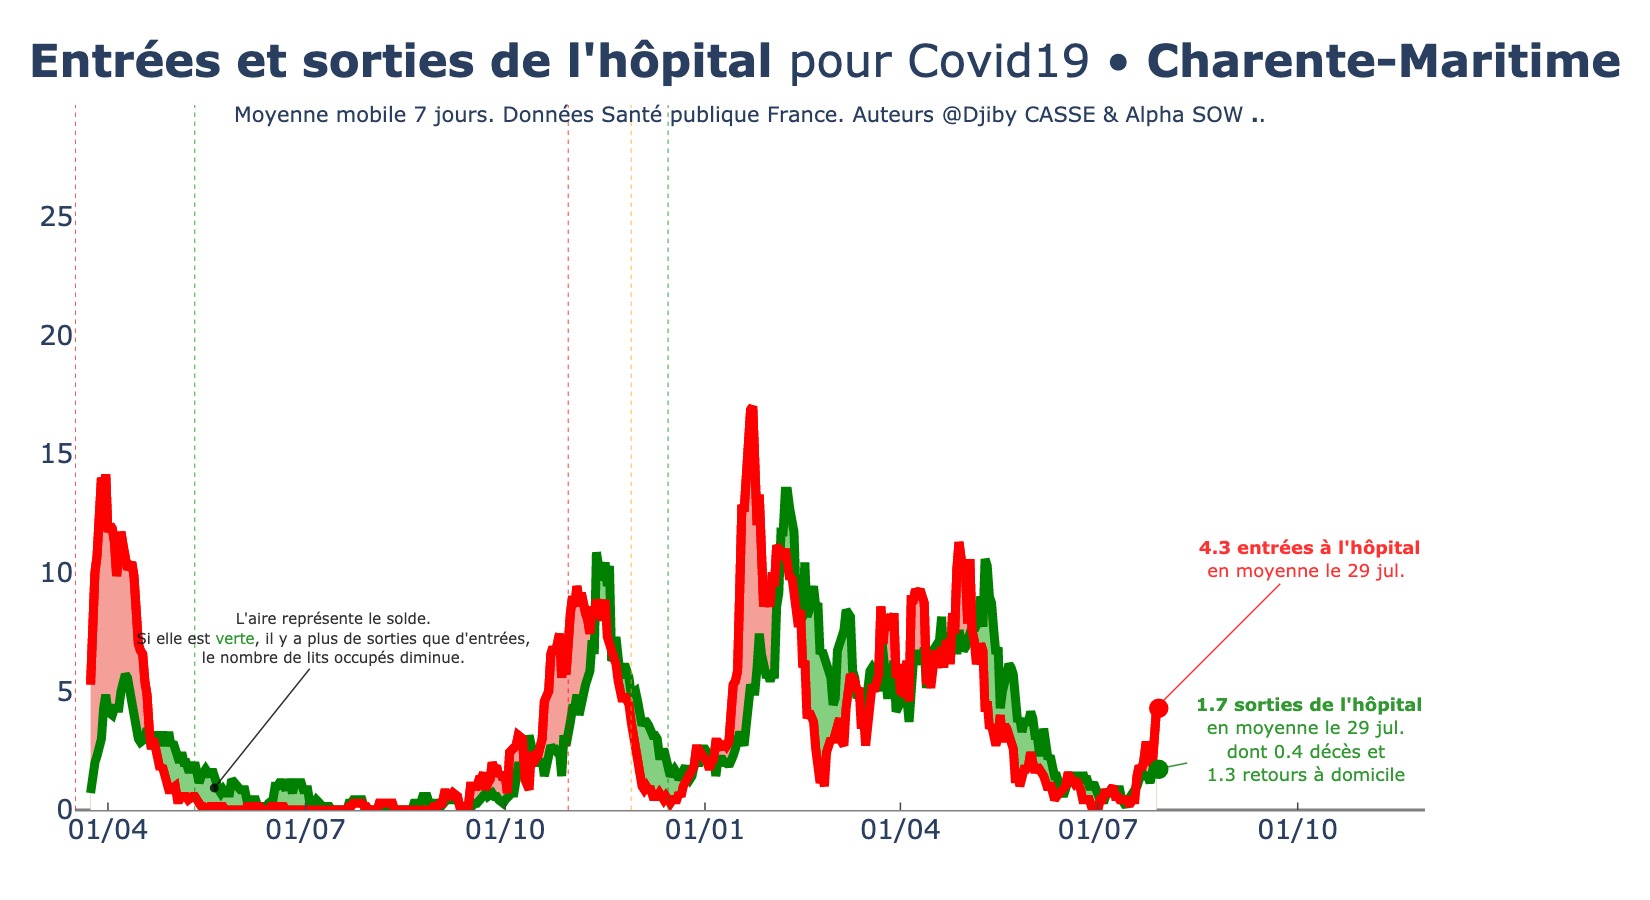 Entrées et sorties de l'hôpital pour Covid19 • Charente-Maritime
Moyenne mobile 7 jours. Données Santé publique France. Auteurs @Djiby CASSE & Alpha SOW ..
25
20
15
10
5
0
4.3 entrées à l'hôpital
en moyenne le 29 jul.
L'aire représente le solde.
Si elle est verte, il y a plus de sorties que d'entrées,
le nombre de lits occupés diminue.
1.7 sorties de l'hôpital
en moyenne le 29 jul.
dont 0.4 décès et
1.3 retours à domicile
01/04 01/07 01/10 01/01 01/04 01/07 01/10